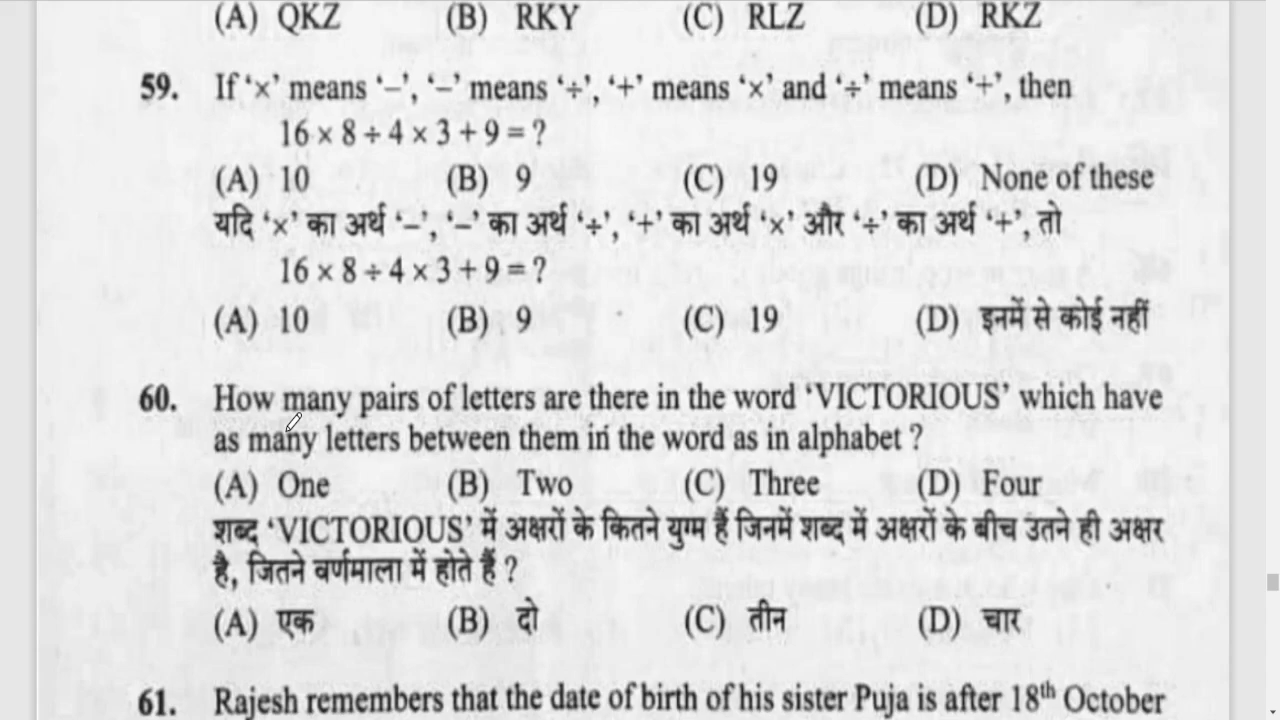 (A) QKZ (B) RKY (C) RLZ (D) RKZ
59. If ‘×’ means ‘–’, ‘–’ means ‘÷’, ‘+’ means ‘×’ and ‘÷’ means ‘+’, then
16 × 8 ÷ 4 × 3 + 9 = ?
(A) 10 (B) 9 (C) 19 (D) None of these
यदि ‘×’ का अर्थ ‘–’, ‘–’ का अर्थ ‘÷’, ‘+’ का अर्थ ‘×’ और ‘÷’ का अर्थ ‘+’, तो
16 × 8 ÷ 4 × 3 + 9 = ?
(A) 10 (B) 9 (C) 19 (D) इनमें से कोई नहीं
60. How many pairs of letters are there in the word ‘VICTORIOUS’ which have
as many letters between them in the word as in alphabet ?
(A) One (B) Two (C) Three (D) Four
शब्द ‘VICTORIOUS’ में अक्षरों के कितने युग्म हैं जिनमें शब्द में अक्षरों के बीच उतने ही अक्षर
है, जितने वर्णमाला में होते हैं ?
(A) एक (B) दो (C) तीन (D) चार
61. Rajesh remembers that the date of birth of his sister Puja is after 18th October